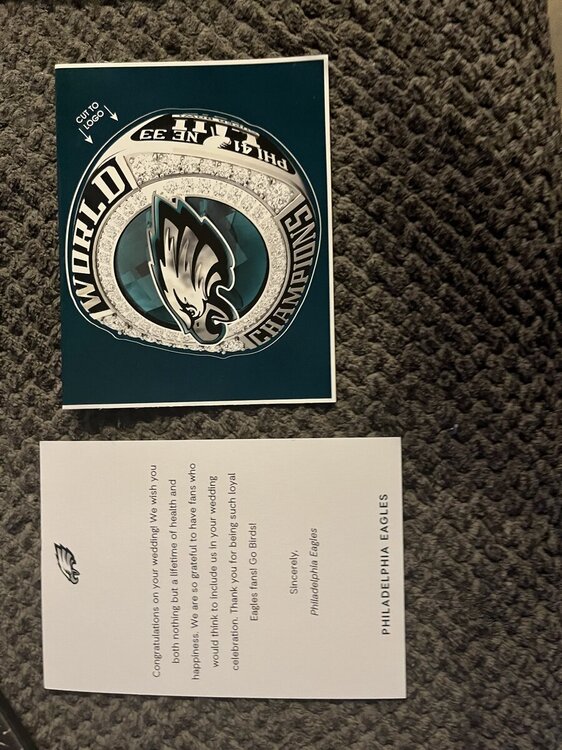 CUT TO
LOGO
WORLD
CHAMPIONS
PHI 41 NE 33
LII
Congratulations on your wedding! We wish you
both nothing but a lifetime of health and
happiness. We are so grateful to have fans who
would think to include us in your wedding
celebration. Thank you for being such loyal
Eagles fans! Go Birds!
Sincerely,
Philadelphia Eagles
PHILADELPHIA EAGLES